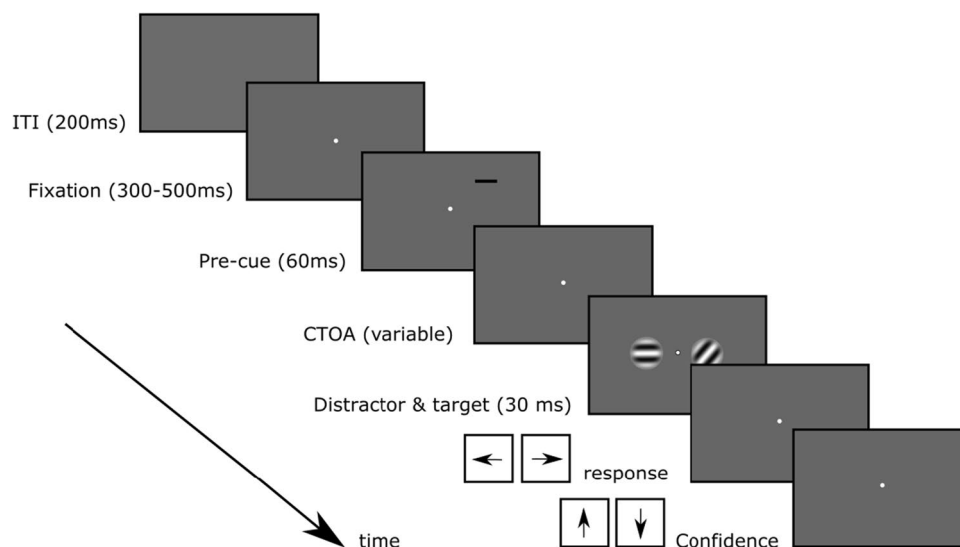 ITI (200ms)
Fixation (300-500ms)
Pre-cue (60ms)
CTOA (variable)
Distractor & target (30 ms)
response
Confidence
time